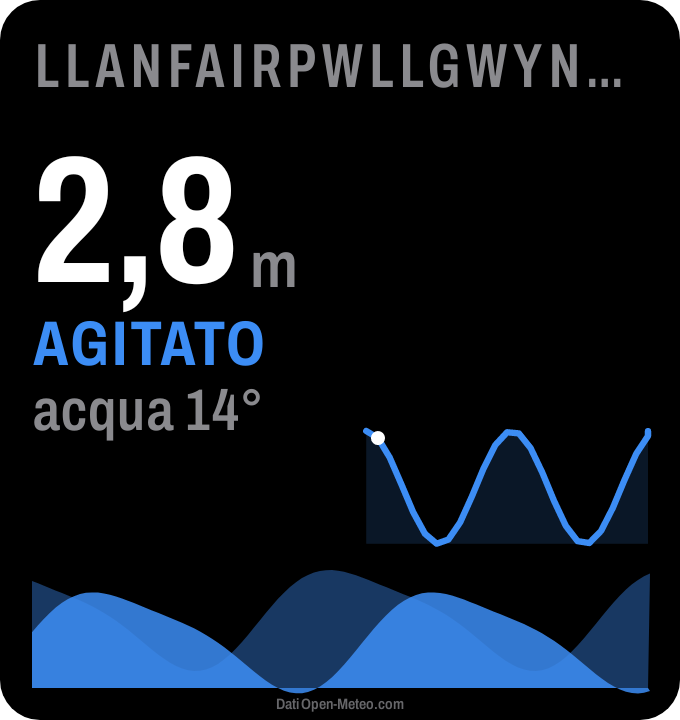 LLANFAIRPWLLGWYN…
2,8 m
AGITATO
acqua 14°
Dati Open-Meteo.com